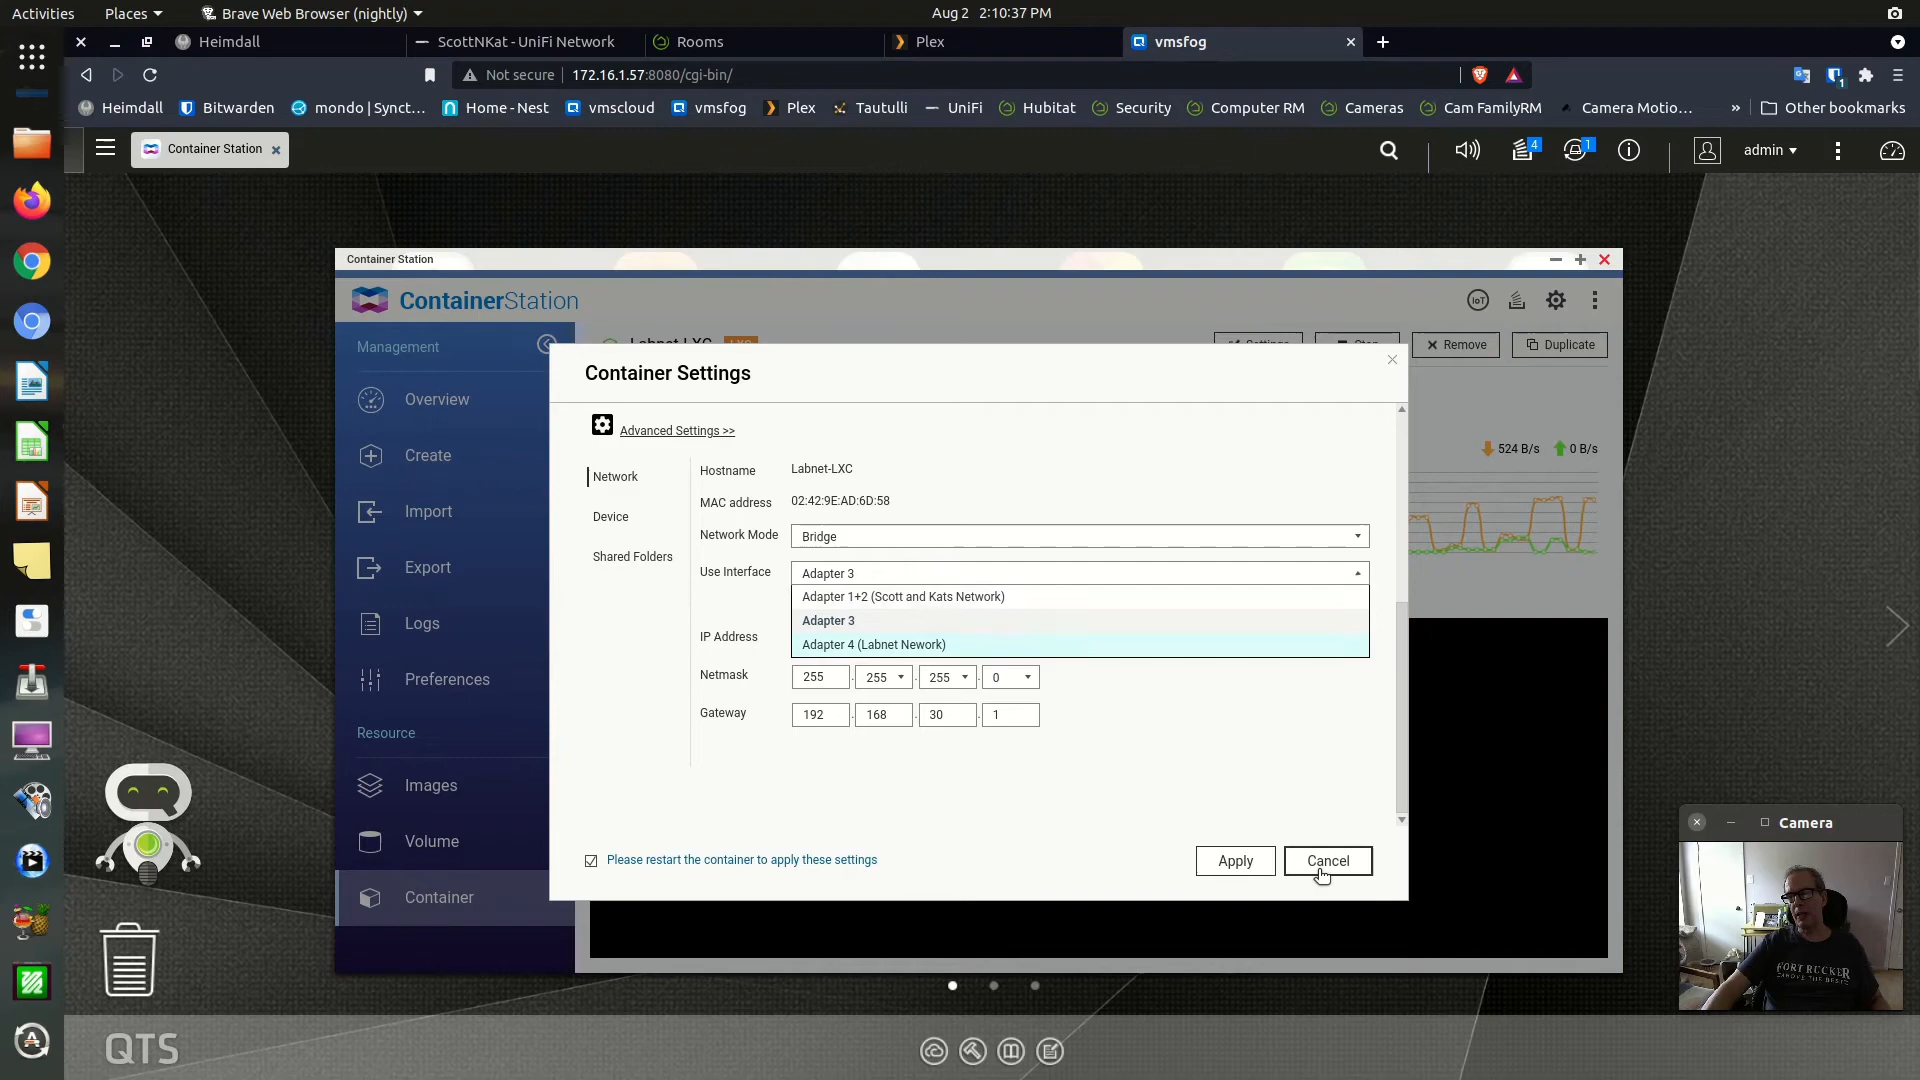 Activities
Places
Brave Web Browser (nightly)
Aug 2 2:10:37 PM
Heimdall
ScottNKat - UniFi Network
Rooms
Plex
vmsfog
Not secure
172.16.1.57:8080/cgi-bin/
1
Heimdall
Bitwarden
mondo | Synct...
Home - Nest
vmscloud
vmsfog
Plex
Tautulli
UniFi
Hubitat
Security
Computer RM
Cameras
Cam FamilyRM
Camera Motio...
»
Other bookmarks
Container Station
4
1
admin
Container Station
ContainerStation
IoT
Management
Remove
Duplicate
Overview
Create
Import
Export
Logs
Preferences
Resource
Images
Volume
Container
524 B/s
0 B/s
Container Settings
Advanced Settings >>
Network
Device
Shared Folders
Hostname
Labnet-LXC
MAC address
02:42:9E:AD:6D:58
Network Mode
Bridge
Use Interface
Adapter 3
Adapter 1+2 (Scott and Kats Network)
Adapter 3
Adapter 4 (Labnet Nework)
IP Address
Netmask
255 . 255 . 255 . 0
Gateway
192 . 168 . 30 . 1
Please restart the container to apply these settings
Apply
Cancel
Camera
FORT RUCKER
QTS